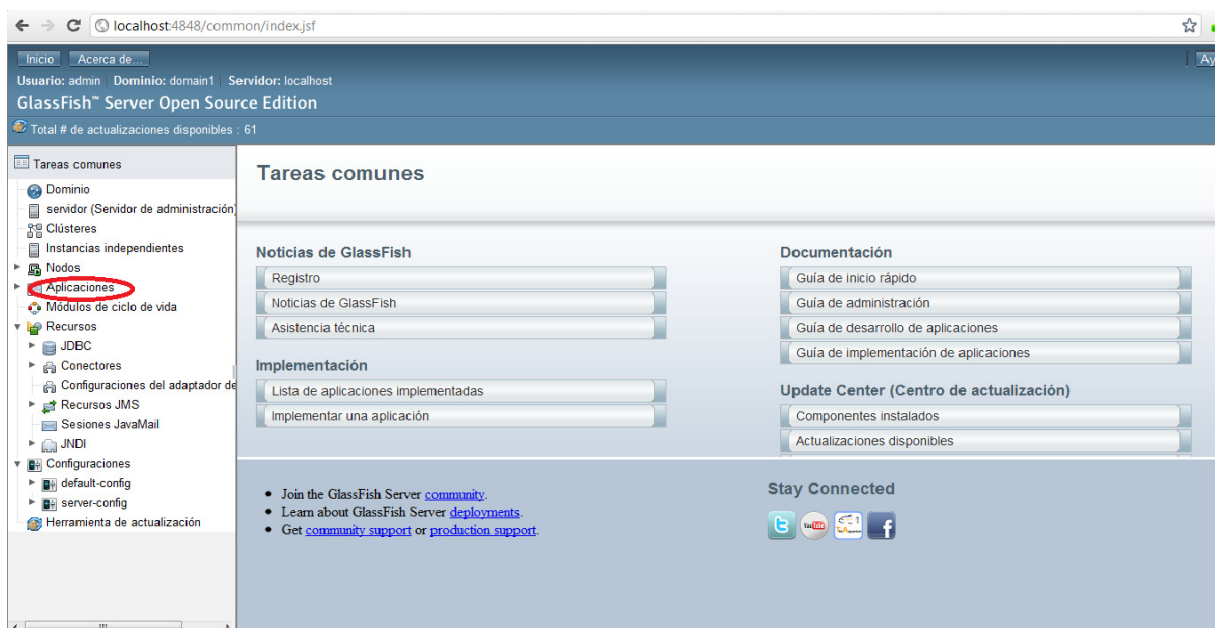 localhost:4848/common/index.jsf
Inicio Acerca de...
Usuario: admin Dominio: domain1 Servidor: localhost
GlassFish™ Server Open Source Edition
Total # de actualizaciones disponibles : 61
Tareas comunes
Dominio
servidor (Servidor de administración)
Clústeres
Instancias independientes
Nodos
Aplicaciones
Módulos de ciclo de vida
Recursos
JDBC
Conectores
Configuraciones del adaptador de
Recursos JMS
Sesiones JavaMail
JNDI
Configuraciones
default-config
server-config
Herramienta de actualización
Tareas comunes
Noticias de GlassFish
Registro
Noticias de GlassFish
Asistencia técnica
Implementación
Lista de aplicaciones implementadas
Implementar una aplicación
Documentación
Guía de inicio rápido
Guía de administración
Guía de desarrollo de aplicaciones
Guía de implementación de aplicaciones
Update Center (Centro de actualización)
Componentes instalados
Actualizaciones disponibles
Join the GlassFish Server community.
Learn about GlassFish Server deployments.
Get community support or production support.
Stay Connected